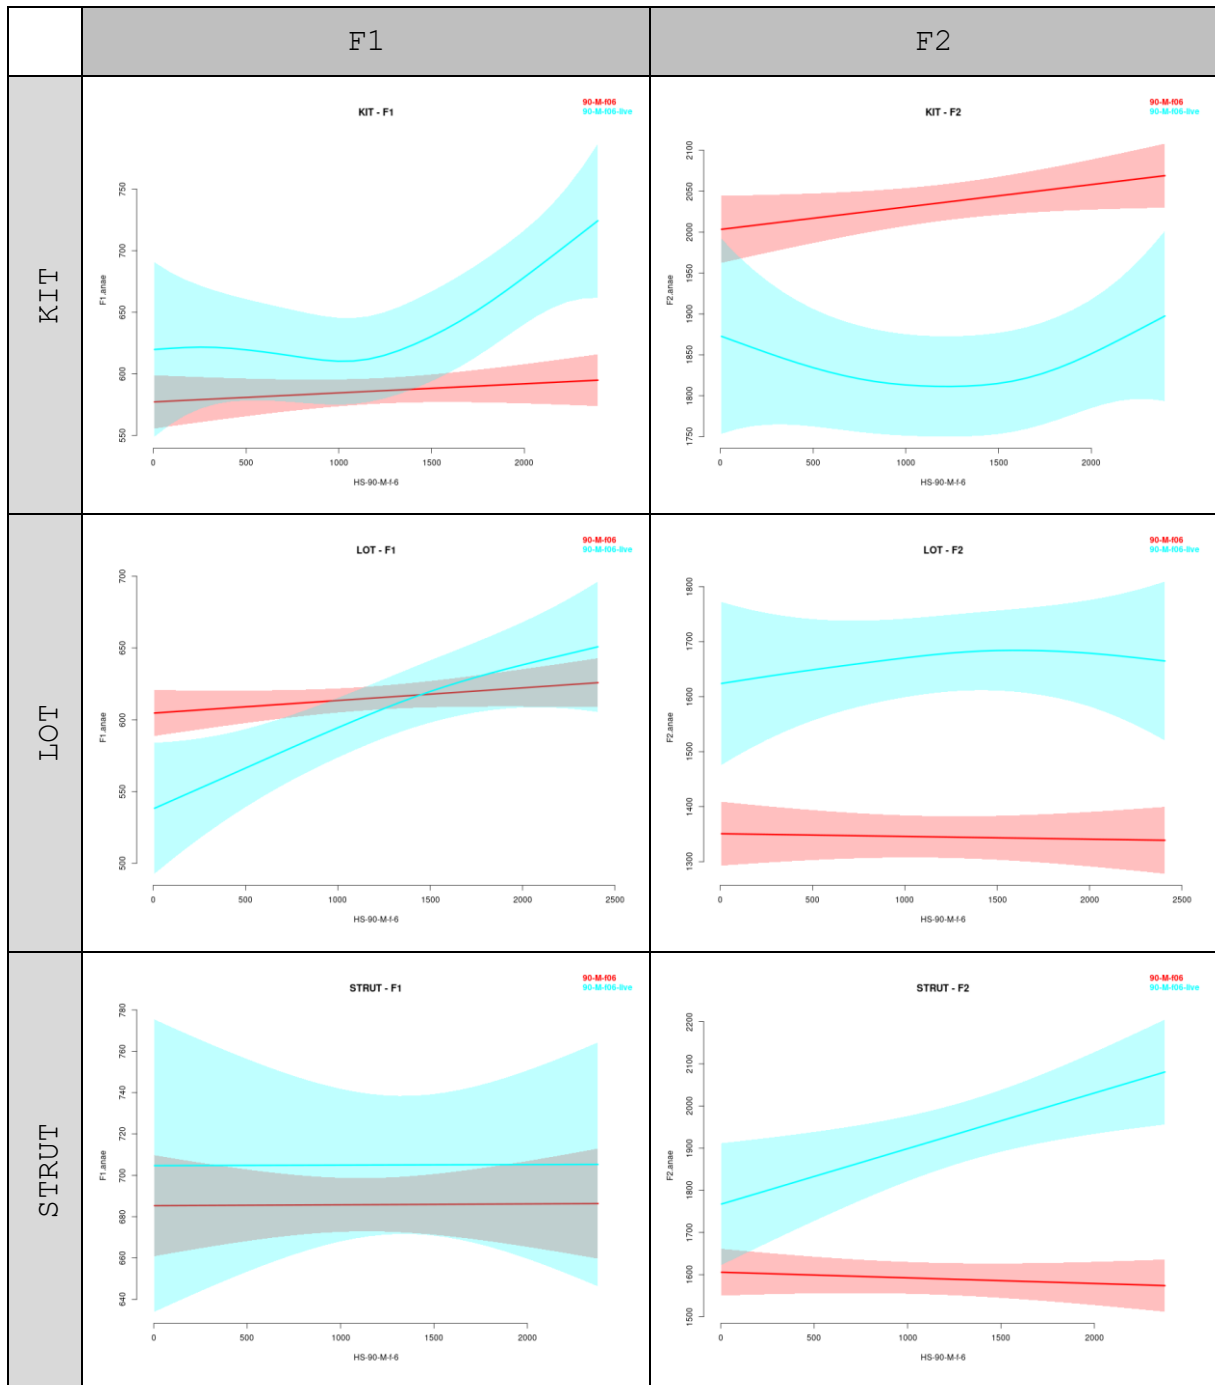 F1
F2
KIT
KIT - F1
90-M-f06
90-M-f06-live
F1.anae
750
700
650
600
550
0 500 1000 1500 2000
HS-90-M-f-6
KIT - F2
90-M-f06
90-M-f06-live
F2.anae
2100
2050
2000
1950
1900
1850
1800
1750
0 500 1000 1500 2000
HS-90-M-f-6
LOT
LOT - F1
90-M-f06
90-M-f06-live
F1.anae
700
650
600
550
500
0 500 1000 1500 2000 2500
HS-90-M-f-6
LOT - F2
90-M-f06
90-M-f06-live
F2.anae
1800
1700
1600
1500
1400
1300
0 500 1000 1500 2000 2500
HS-90-M-f-6
STRUT
STRUT - F1
90-M-f06
90-M-f06-live
F1.anae
780
760
740
720
700
680
660
640
0 500 1000 1500 2000
HS-90-M-f-6
STRUT - F2
90-M-f06
90-M-f06-live
F2.anae
2200
2100
2000
1900
1800
1700
1600
1500
0 500 1000 1500 2000
HS-90-M-f-6